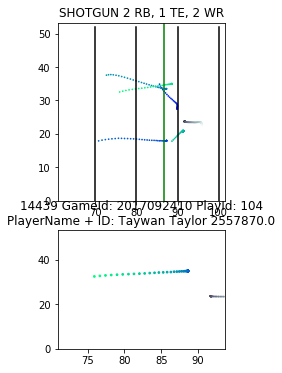 SHOTGUN 2 RB, 1 TE, 2 WR
50
40
30
20
10
0
70 80 90 100
14439 GameId: 2017092410 PlayId: 104
PlayerName + ID: Taywan Taylor 2557870.0
40
20
0
75 80 85 90